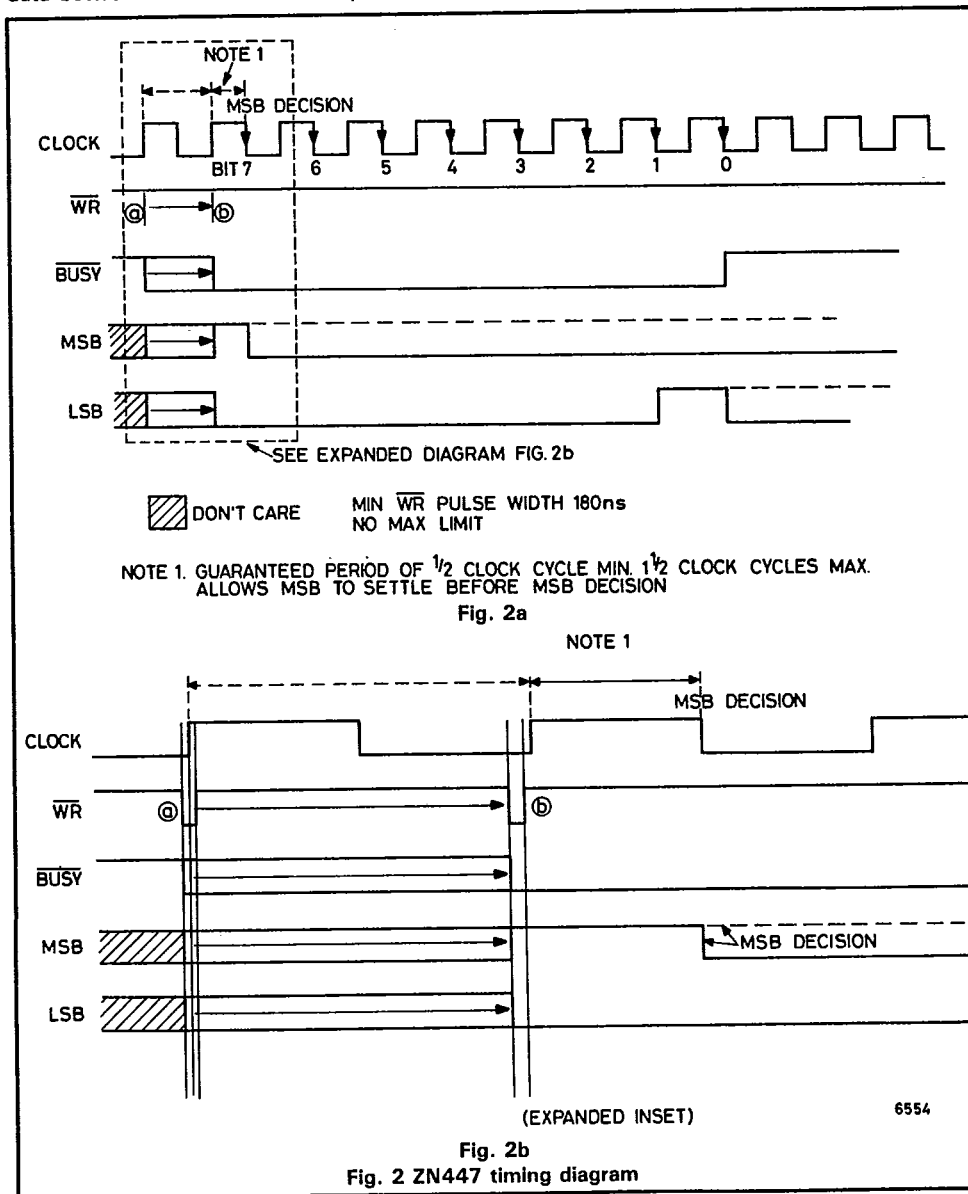 NOTE 1
MSB DECISION
CLOCK
BIT 7 6 5 4 3 2 1 0
WR
ⓐ ⓑ
BUSY
MSB
LSB
SEE EXPANDED DIAGRAM FIG. 2b
DON'T CARE
MIN WR PULSE WIDTH 180ns
NO MAX LIMIT
NOTE 1. GUARANTEED PERIOD OF 1/2 CLOCK CYCLE MIN. 1 1/2 CLOCK CYCLES MAX.
ALLOWS MSB TO SETTLE BEFORE MSB DECISION
Fig. 2a
NOTE 1
MSB DECISION
CLOCK
WR
ⓐ ⓑ
BUSY
MSB
MSB DECISION
LSB
(EXPANDED INSET)
6554
Fig. 2b
Fig. 2 ZN447 timing diagram